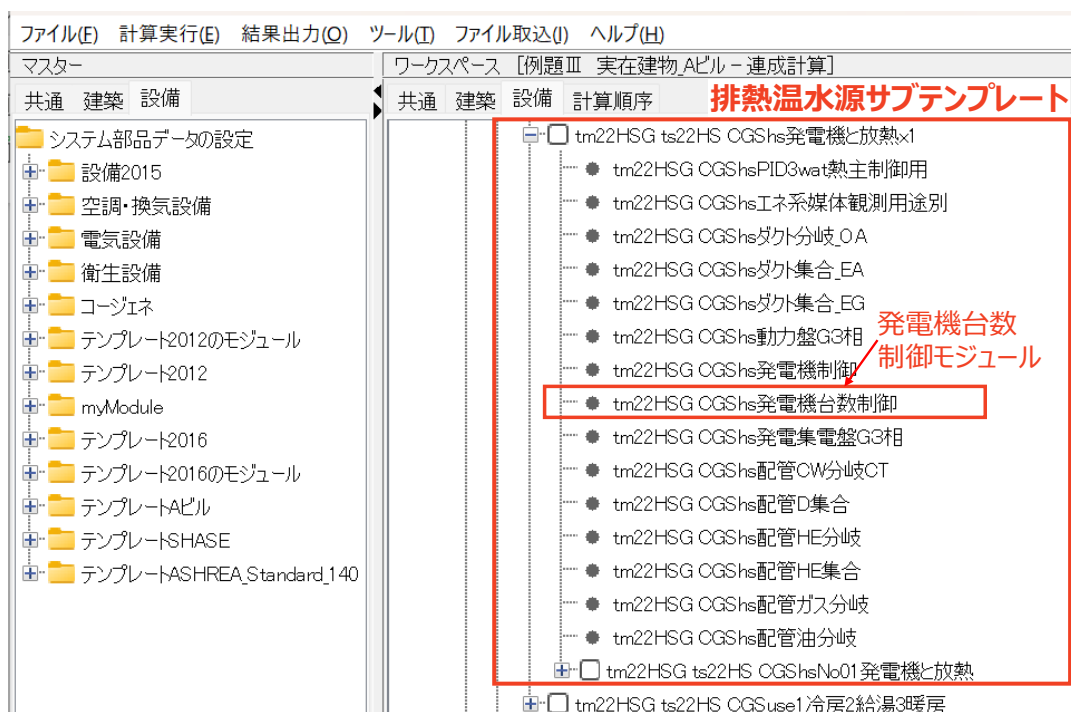 ファイル(F) 計算実行(E) 結果出力(O) ツール(T) ファイル取込(I) ヘルプ(H)
マスター
共通 建築 設備
システム部品データの設定
設備2015
空調・換気設備
電気設備
衛生設備
コージェネ
テンプレート2012のモジュール
テンプレート2012
myModule
テンプレート2016
テンプレート2016のモジュール
テンプレートAビル
テンプレートSHASE
テンプレートASHREA_Standard_140
ワークスペース [例題Ⅲ 実在建物_Aビル－連成計算]
共通 建築 設備 計算順序
排熱温水源サブテンプレート
tm22HSG ts22HS CGShs発電機と放熱×1
tm22HSG CGShsPID3wat熱主制御用
tm22HSG CGShsエネ系媒体観測用途別
tm22HSG CGShsダクト分岐_OA
tm22HSG CGShsダクト集合_EA
tm22HSG CGShsダクト集合_EG
tm22HSG CGShs動力盤G3相
tm22HSG CGShs発電機制御
発電機台数
制御モジュール
tm22HSG CGShs発電機台数制御
tm22HSG CGShs発電集電盤G3相
tm22HSG CGShs配管CW分岐CT
tm22HSG CGShs配管D集合
tm22HSG CGShs配管HE分岐
tm22HSG CGShs配管HE集合
tm22HSG CGShs配管ガス分岐
tm22HSG CGShs配管油分岐
tm22HSG ts22HS CGShsNo01発電機と放熱
tm22HSG ts22HS CGSuse1冷房2給湯3暖房